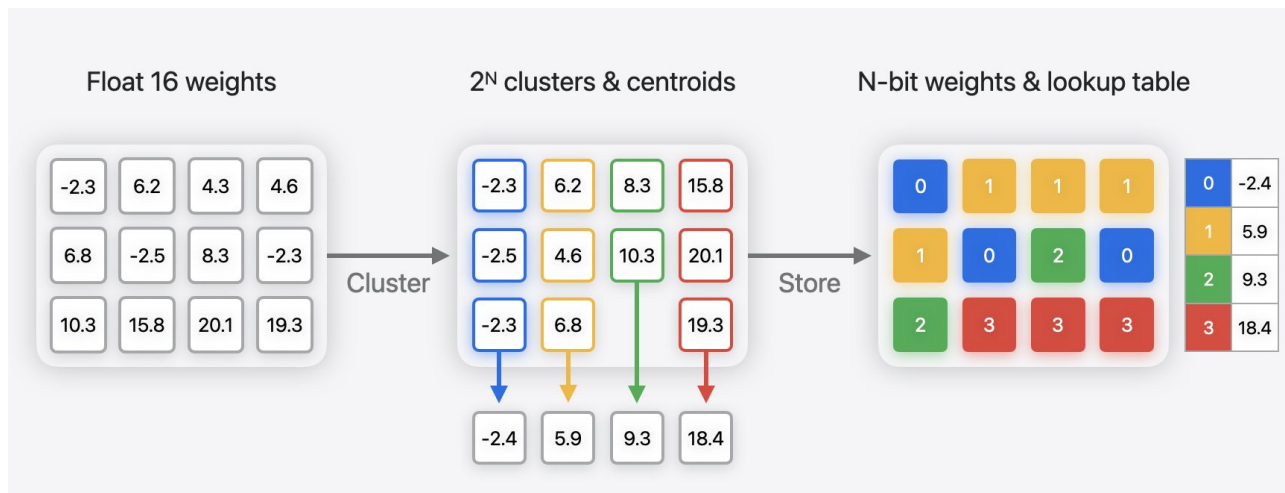 Float 16 weights
2ᴺ clusters & centroids
N-bit weights & lookup table
-2.3 6.2 4.3 4.6
6.8 -2.5 8.3 -2.3
10.3 15.8 20.1 19.3
Cluster
-2.3 6.2 8.3 15.8
-2.5 4.6 10.3 20.1
-2.3 6.8 19.3
-2.4 5.9 9.3 18.4
Store
0 1 1 1
1 0 2 0
2 3 3 3
0 -2.4
1 5.9
2 9.3
3 18.4